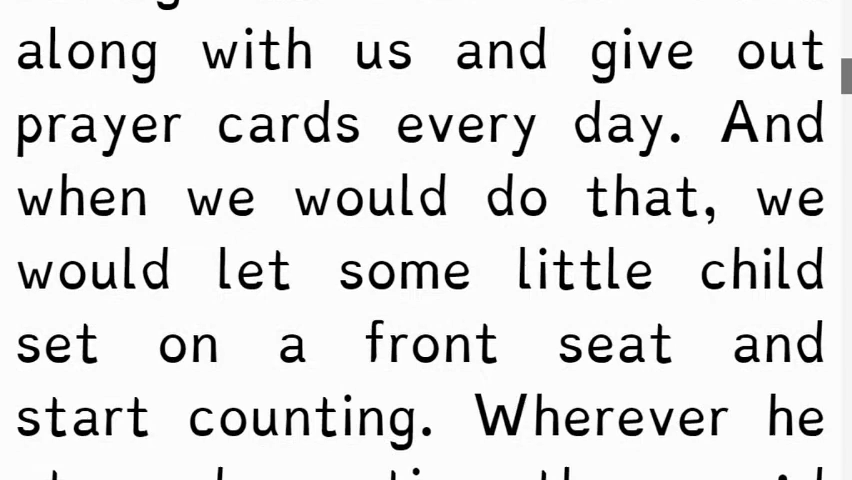 along with us and give out
prayer cards every day. And
when we would do that, we
would let some little child
set on a front seat and
start counting. Wherever he